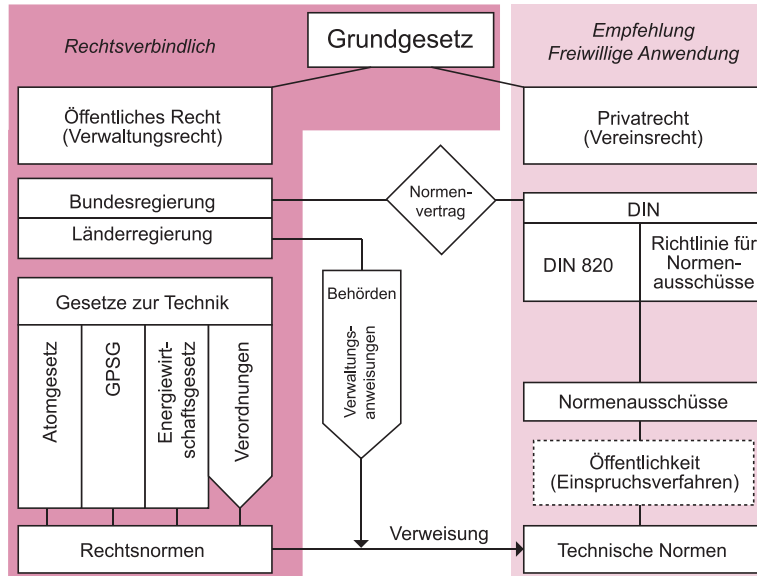 Rechtsverbindlich
Grundgesetz
Empfehlung
Freiwillige Anwendung
Öffentliches Recht
(Verwaltungsrecht)
Privatrecht
(Vereinsrecht)
Bundesregierung
Länderregierung
Normen-
vertrag
DIN
DIN 820
Richtlinie für
Normen-
ausschüsse
Gesetze zur Technik
Atomgesetz
GPSG
Energiewirt-
schaftsgesetz
Verordnungen
Behörden
Verwaltungs-
anweisungen
Normenausschüsse
Öffentlichkeit
(Einspruchsverfahren)
Rechtsnormen
Verweisung
Technische Normen